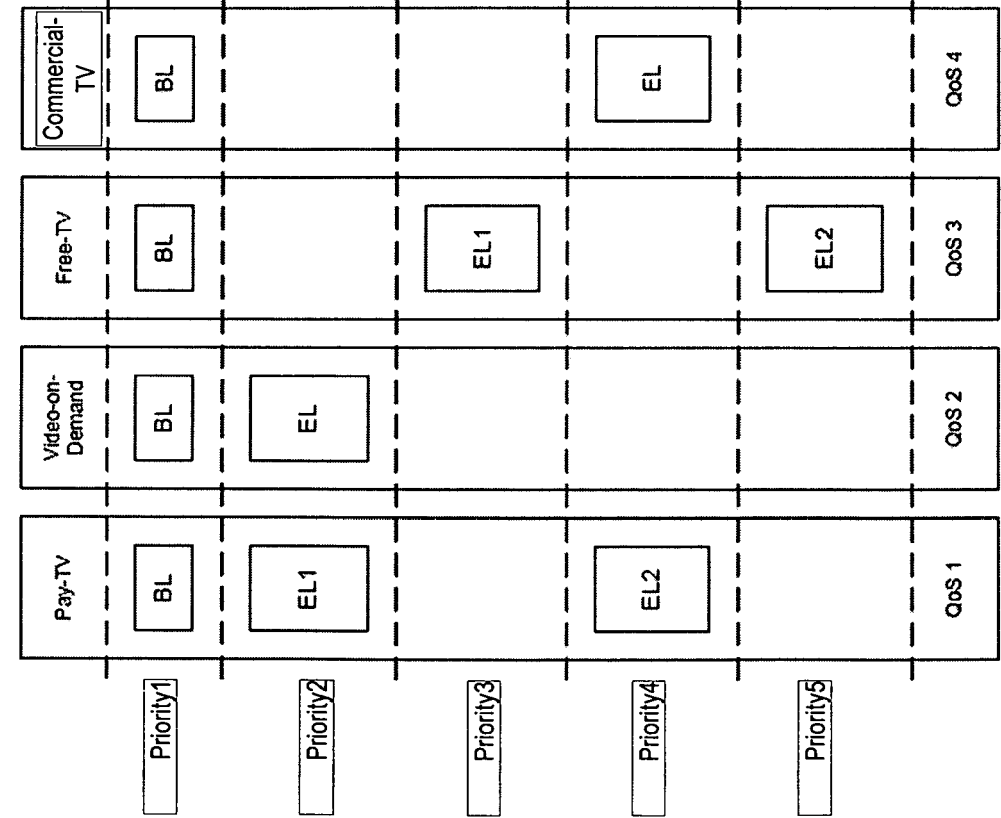 Pay-TV
Video-on-
Demand
Free-TV
Commercial-
TV
Priority1
BL
BL
BL
BL
Priority2
EL1
EL
Priority3
EL1
Priority4
EL2
EL
Priority5
EL2
QoS 1
QoS 2
QoS 3
QoS 4